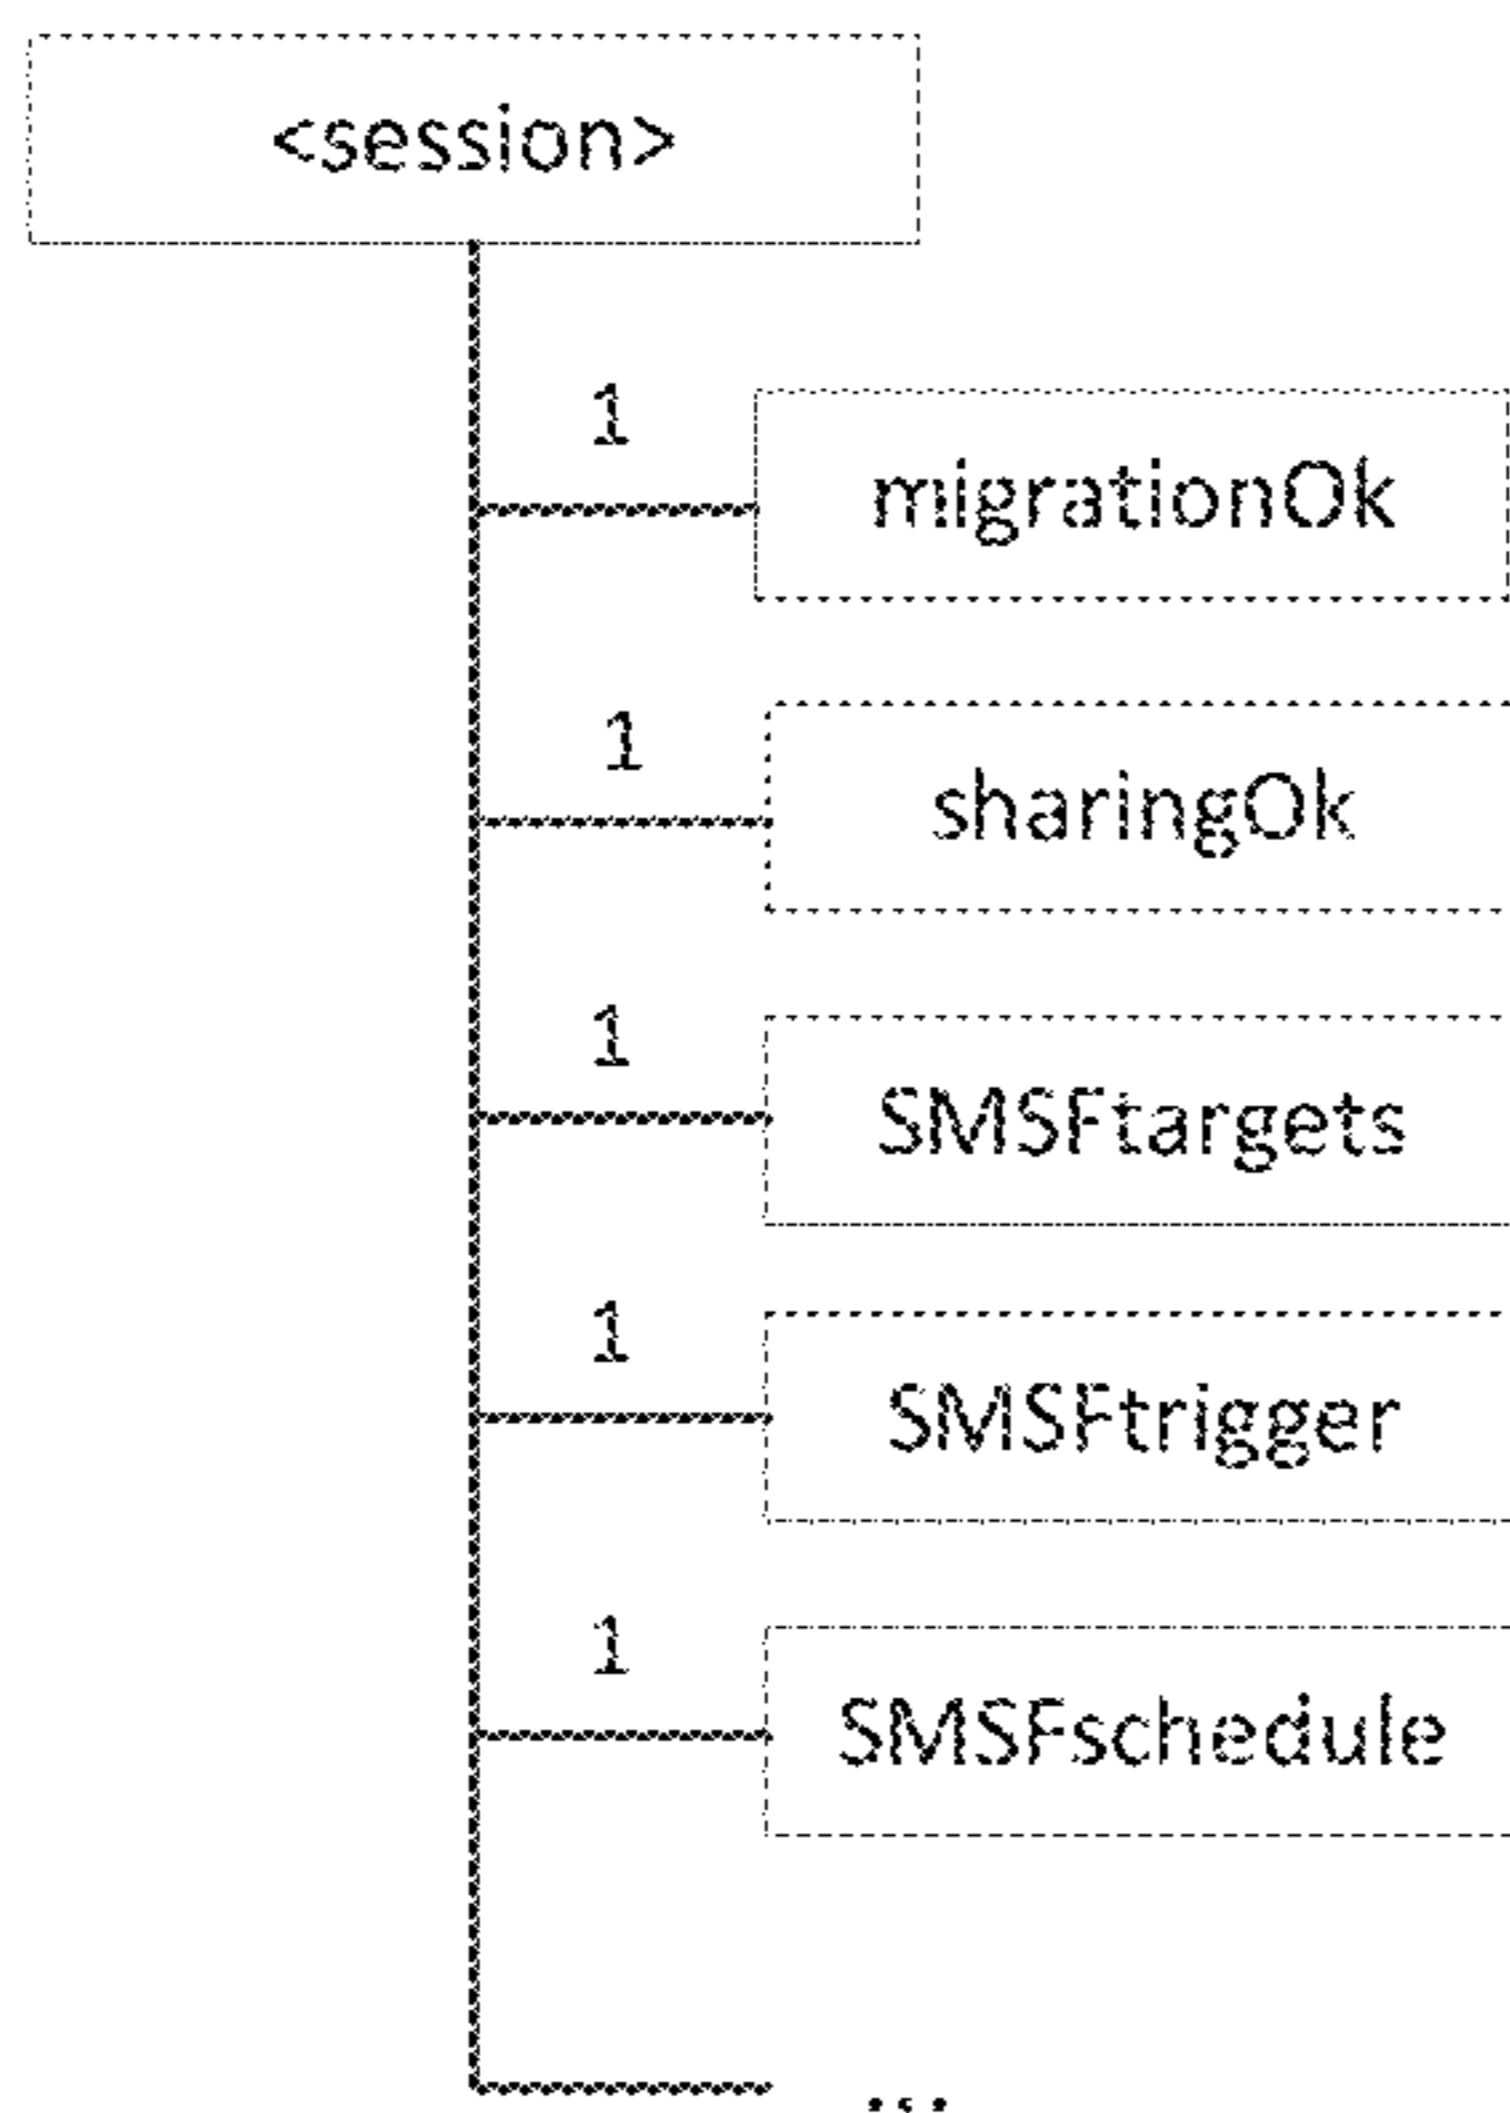 <session>
1
migrationOk
1
sharingOk
1
SMSFtargets
1
SMSFtrigger
1
SMSFschedule
...